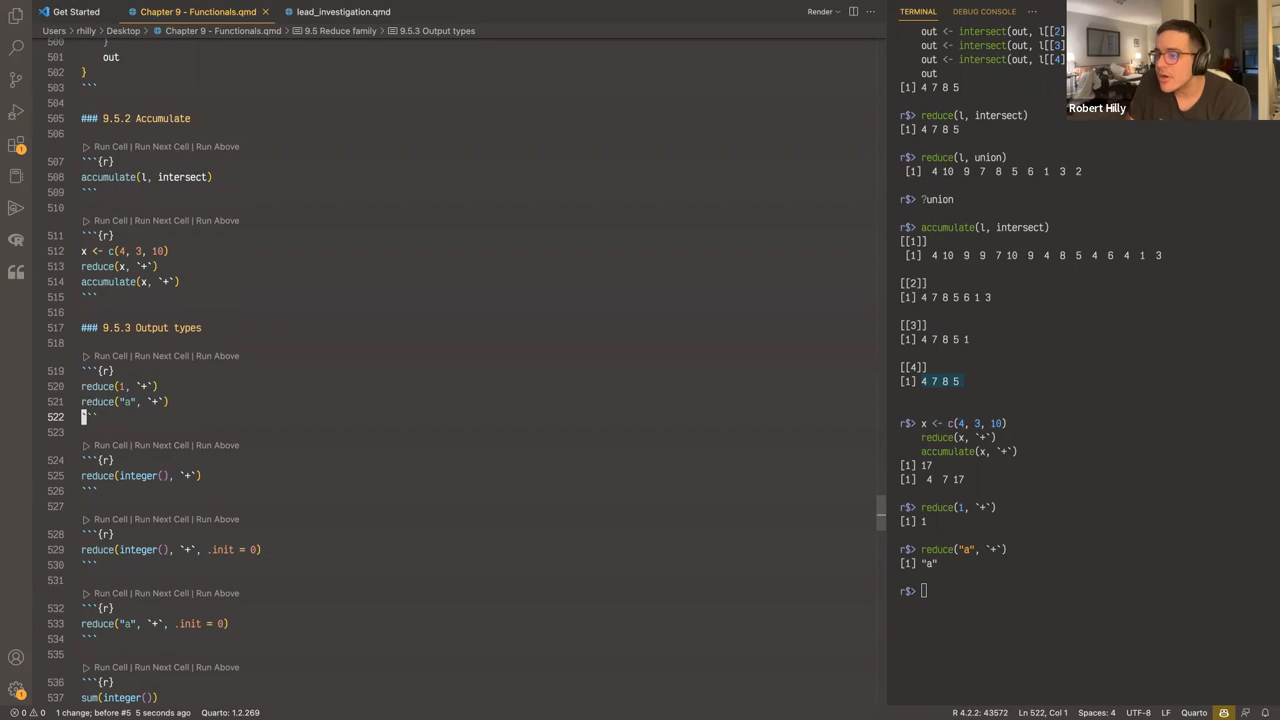 Get Started
Chapter 9 - Functionals.qmd
lead_investigation.qmd
Render
Users > rhilly > Desktop > Chapter 9 - Functionals.qmd > 9.5 Reduce family > 9.5.3 Output types
500 }
501 out
502 }
503 ```
504
505 ### 9.5.2 Accumulate
506
Run Cell | Run Next Cell | Run Above
507 ```{r}
508 accumulate(l, intersect)
509 ```
510
Run Cell | Run Next Cell | Run Above
511 ```{r}
512 x <- c(4, 3, 10)
513 reduce(x, `+`)
514 accumulate(x, `+`)
515 ```
516
517 ### 9.5.3 Output types
518
Run Cell | Run Next Cell | Run Above
519 ```{r}
520 reduce(1, `+`)
521 reduce("a", `+`)
522 ```
523
Run Cell | Run Next Cell | Run Above
524 ```{r}
525 reduce(integer(), `+`)
526 ```
527
Run Cell | Run Next Cell | Run Above
528 ```{r}
529 reduce(integer(), `+`, .init = 0)
530 ```
531
Run Cell | Run Next Cell | Run Above
532 ```{r}
533 reduce("a", `+`, .init = 0)
534 ```
535
Run Cell | Run Next Cell | Run Above
536 ```{r}
537 sum(integer())
TERMINAL
DEBUG CONSOLE
out <- intersect(out, l[[2]
out <- intersect(out, l[[3]
out <- intersect(out, l[[4]
out
[1] 4 7 8 5
r$> reduce(l, intersect)
[1] 4 7 8 5
r$> reduce(l, union)
[1] 4 10 9 7 8 5 6 1 3 2
r$> ?union
r$> accumulate(l, intersect)
[[1]]
[1] 4 10 9 9 7 10 9 4 8 5 4 6 4 1 3
[[2]]
[1] 4 7 8 5 6 1 3
[[3]]
[1] 4 7 8 5 1
[[4]]
[1] 4 7 8 5
r$> x <- c(4, 3, 10)
reduce(x, `+`)
accumulate(x, `+`)
[1] 17
[1] 4 7 17
r$> reduce(1, `+`)
[1] 1
r$> reduce("a", `+`)
[1] "a"
r$>
Robert Hilly
1
1
0 0 1 change; before #5 5 seconds ago Quarto: 1.2.269
R 4.2.2: 43572 Ln 522, Col 1 Spaces: 4 UTF-8 LF Quarto